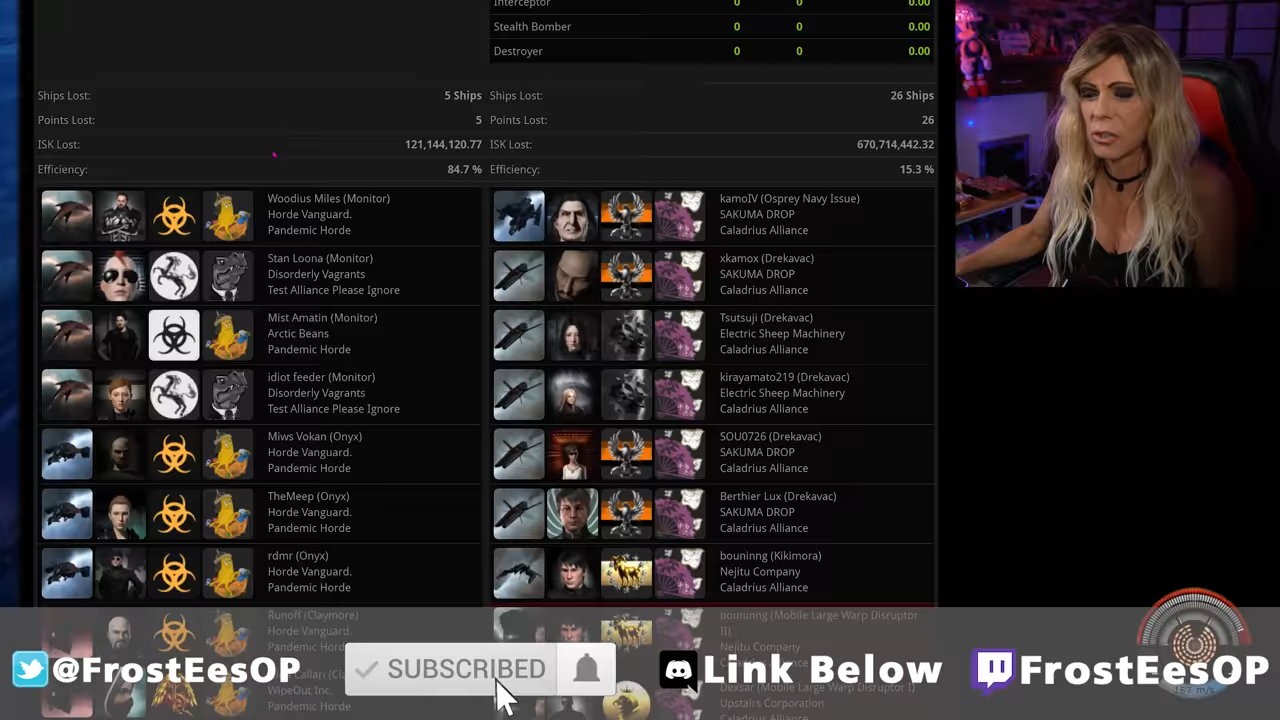 Interceptor 0 0 0.00
Stealth Bomber 0 0 0.00
Destroyer 0 0 0.00
Ships Lost: 5 Ships
Points Lost: 5
ISK Lost: 121,144,120.77
Efficiency: 84.7 %
Ships Lost: 26 Ships
Points Lost: 26
ISK Lost: 670,714,442.32
Efficiency: 15.3 %
Woodius Miles (Monitor)
Horde Vanguard.
Pandemic Horde
Stan Loona (Monitor)
Disorderly Vagrants
Test Alliance Please Ignore
Mist Amatin (Monitor)
Arctic Beans
Pandemic Horde
idiot feeder (Monitor)
Disorderly Vagrants
Test Alliance Please Ignore
Miws Vokan (Onyx)
Horde Vanguard.
Pandemic Horde
TheMeep (Onyx)
Horde Vanguard.
Pandemic Horde
rdmr (Onyx)
Horde Vanguard.
Pandemic Horde
Runoff (Claymore)
Horde Vanguard.
WipeOut Inc.
Pandemic Horde
kamoIV (Osprey Navy Issue)
SAKUMA DROP
Caladrius Alliance
xkamox (Drekavac)
SAKUMA DROP
Caladrius Alliance
Tsutsuji (Drekavac)
Electric Sheep Machinery
Caladrius Alliance
kirayamato219 (Drekavac)
Electric Sheep Machinery
Caladrius Alliance
SOU0726 (Drekavac)
SAKUMA DROP
Caladrius Alliance
Berthier Lux (Drekavac)
SAKUMA DROP
Caladrius Alliance
bouninng (Kikimora)
Nejitu Company
Caladrius Alliance
bouninng (Mobile Large Warp Disruptor
II)
Nejitu Company
Dexsar (Mobile Large Warp Disruptor I)
Upstairs Corporation
@FrostEesOP
SUBSCRIBED
Link Below
FrostEesOP